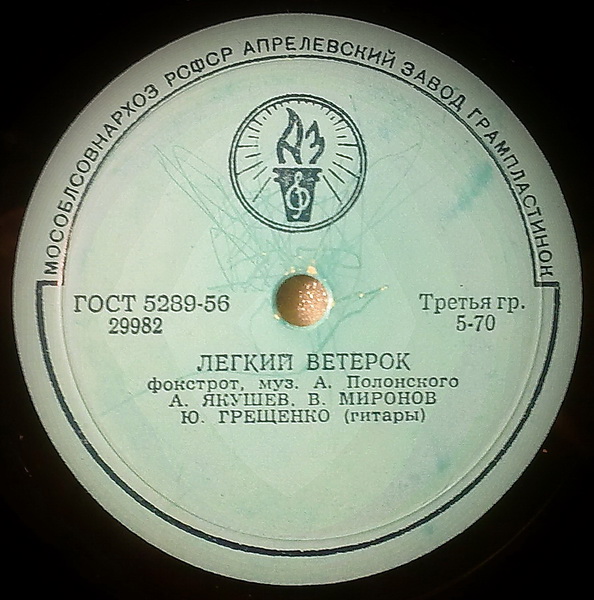 МОСОБЛСОВНАРХОЗ РСФСР АПРЕЛЕВСКИЙ ЗАВОД ГРАМПЛАСТИНОК
АЗ
ГОСТ 5289-56
29982
Третья гр.
5-70
ЛЕГКИЙ ВЕТЕРОК
фокстрот, муз. А. Полонского
А. ЯКУШЕВ, В. МИРОНОВ
Ю. ГРЕЩЕНКО (гитары)